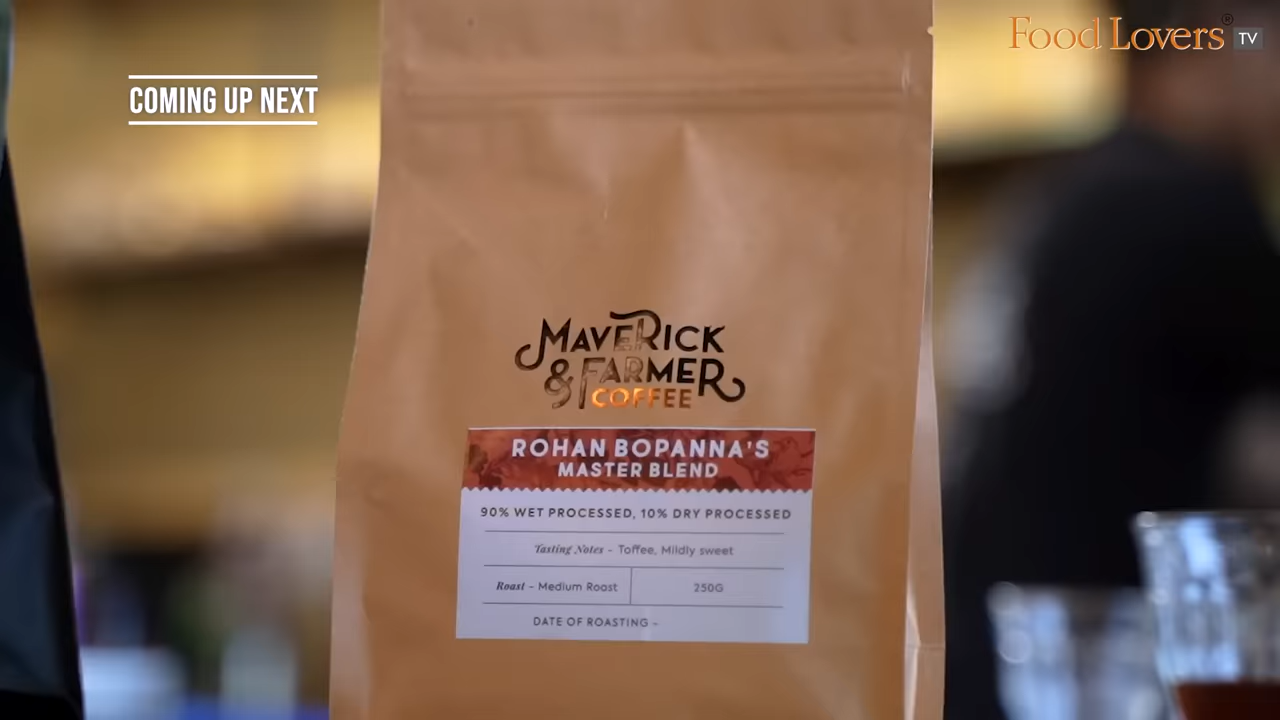 Food Lovers® TV
COMING UP NEXT
MAVERICK
& FARMER
COFFEE
ROHAN BOPANNA'S
MASTER BLEND
90% WET PROCESSED, 10% DRY PROCESSED
Tasting Notes - Toffee, Mildly sweet
Roast - Medium Roast
250G
DATE OF ROASTING -